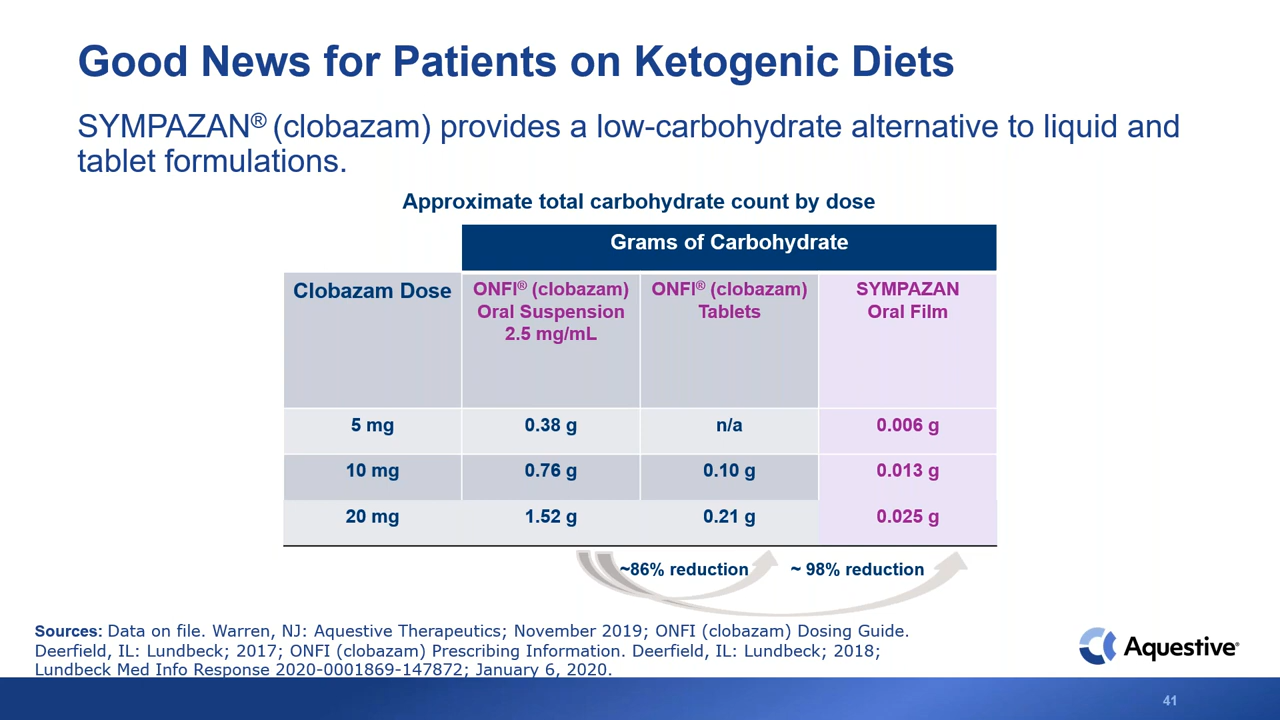 Good News for Patients on Ketogenic Diets
SYMPAZAN® (clobazam) provides a low-carbohydrate alternative to liquid and
tablet formulations.
Approximate total carbohydrate count by dose
Grams of Carbohydrate
Clobazam Dose
ONFI® (clobazam)
Oral Suspension
2.5 mg/mL
ONFI® (clobazam)
Tablets
SYMPAZAN
Oral Film
5 mg 0.38 g n/a 0.006 g
10 mg 0.76 g 0.10 g 0.013 g
20 mg 1.52 g 0.21 g 0.025 g
~86% reduction ~ 98% reduction
Sources: Data on file. Warren, NJ: Aquestive Therapeutics; November 2019; ONFI (clobazam) Dosing Guide.
Deerfield, IL: Lundbeck; 2017; ONFI (clobazam) Prescribing Information. Deerfield, IL: Lundbeck; 2018;
Lundbeck Med Info Response 2020-0001869-147872; January 6, 2020.
Aquestive®
41